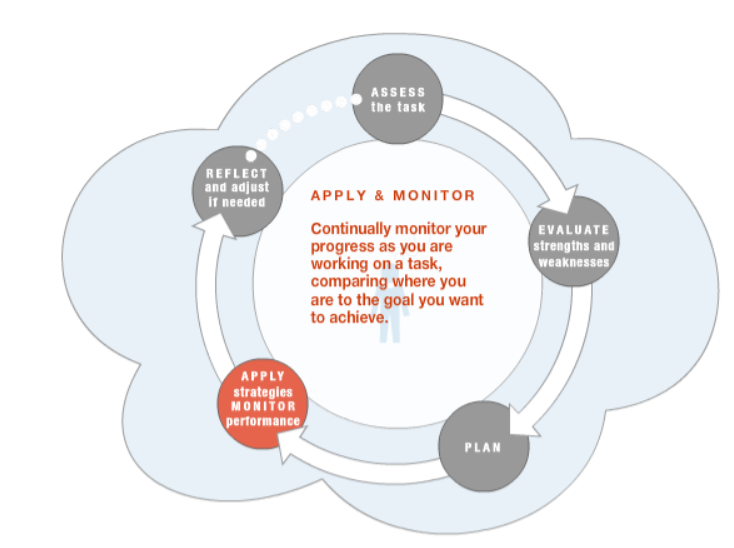 ASSESS
the task
REFLECT
and adjust
if needed
APPLY & MONITOR
Continually monitor your
progress as you are
working on a task,
comparing where you
are to the goal you want
to achieve.
EVALUATE
strengths and
weaknesses
APPLY
strategies
MONITOR
performance
PLAN